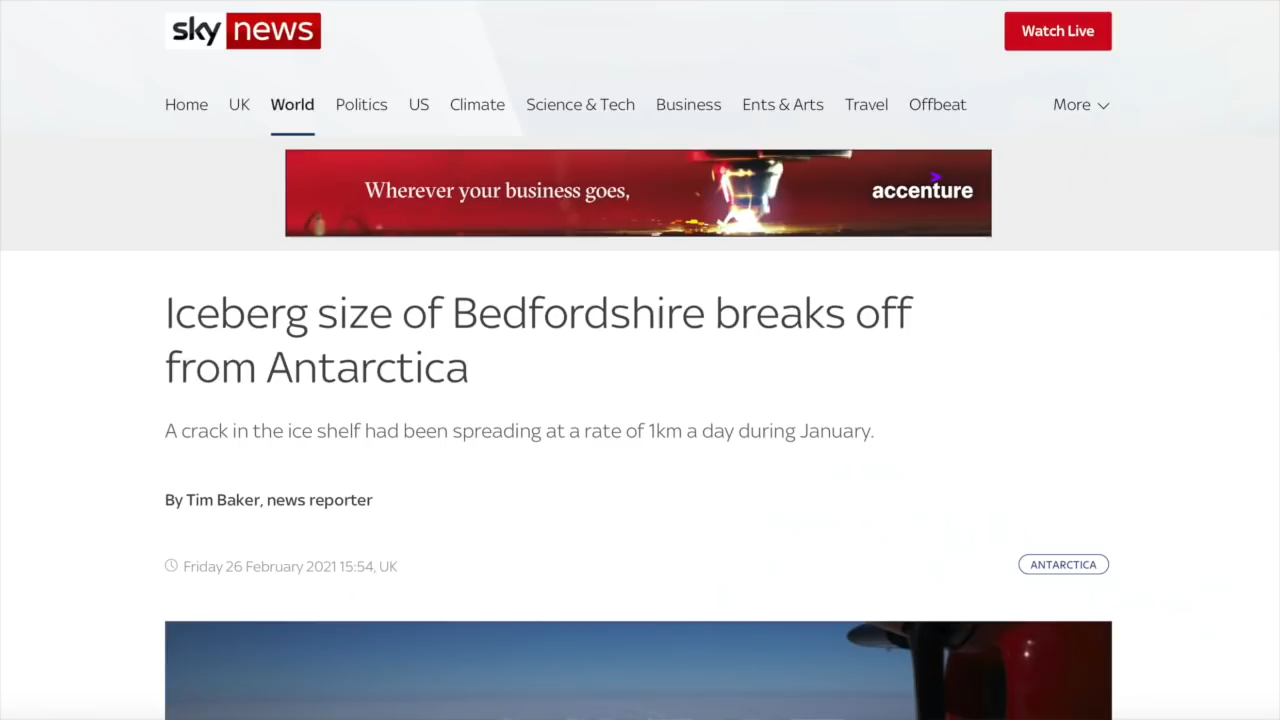 sky news
Watch Live
Home UK World Politics US Climate Science & Tech Business Ents & Arts Travel Offbeat More
Wherever your business goes,
accenture
Iceberg size of Bedfordshire breaks off
from Antarctica
A crack in the ice shelf had been spreading at a rate of 1km a day during January.
By Tim Baker, news reporter
Friday 26 February 2021 15:54, UK
ANTARCTICA